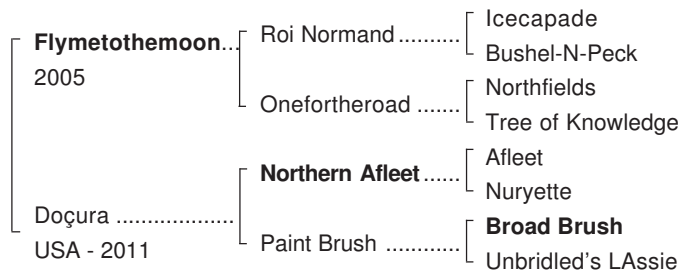 Icecapade
Flymetothemoon... Roi Normand ..........
Bushel-N-Peck
2005
Northfields
Onefortheroad .......
Tree of Knowledge
Afleet
Northern Afleet ......
Nuryette
Doçura ...................
Broad Brush
USA - 2011 Paint Brush ............
Unbridled's LAssie